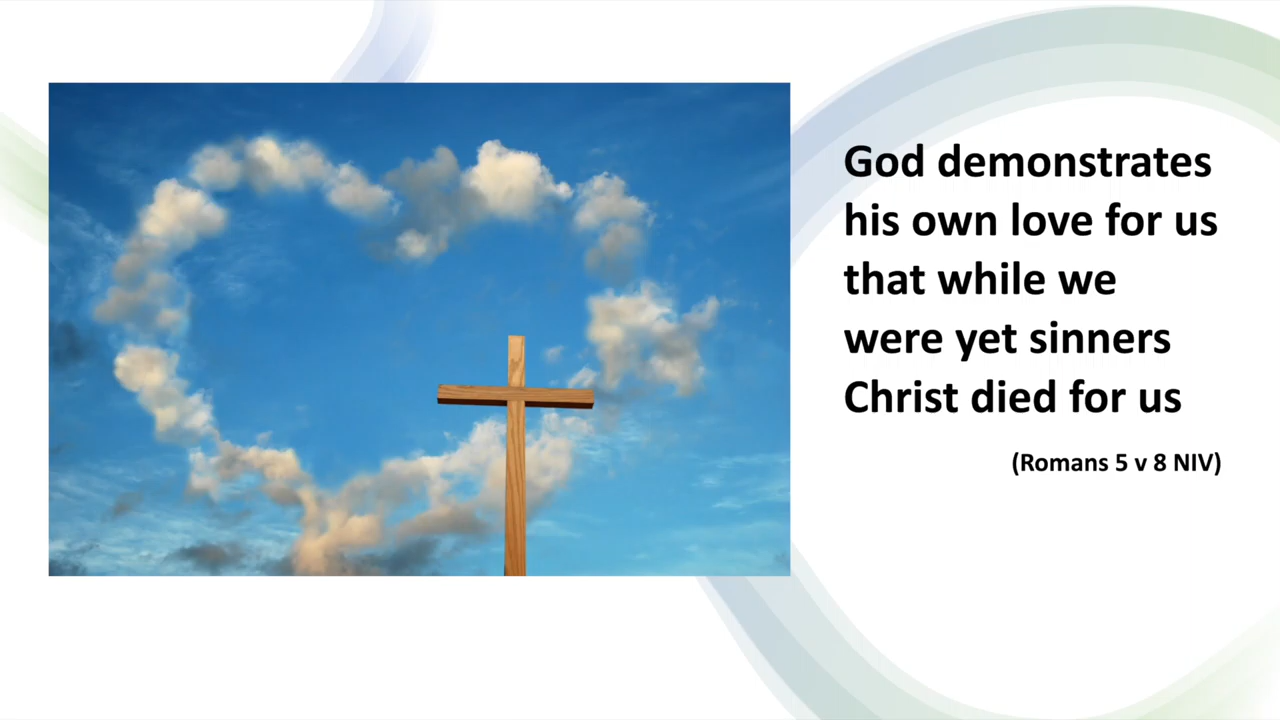 God demonstrates
his own love for us
that while we
were yet sinners
Christ died for us
(Romans 5 v 8 NIV)